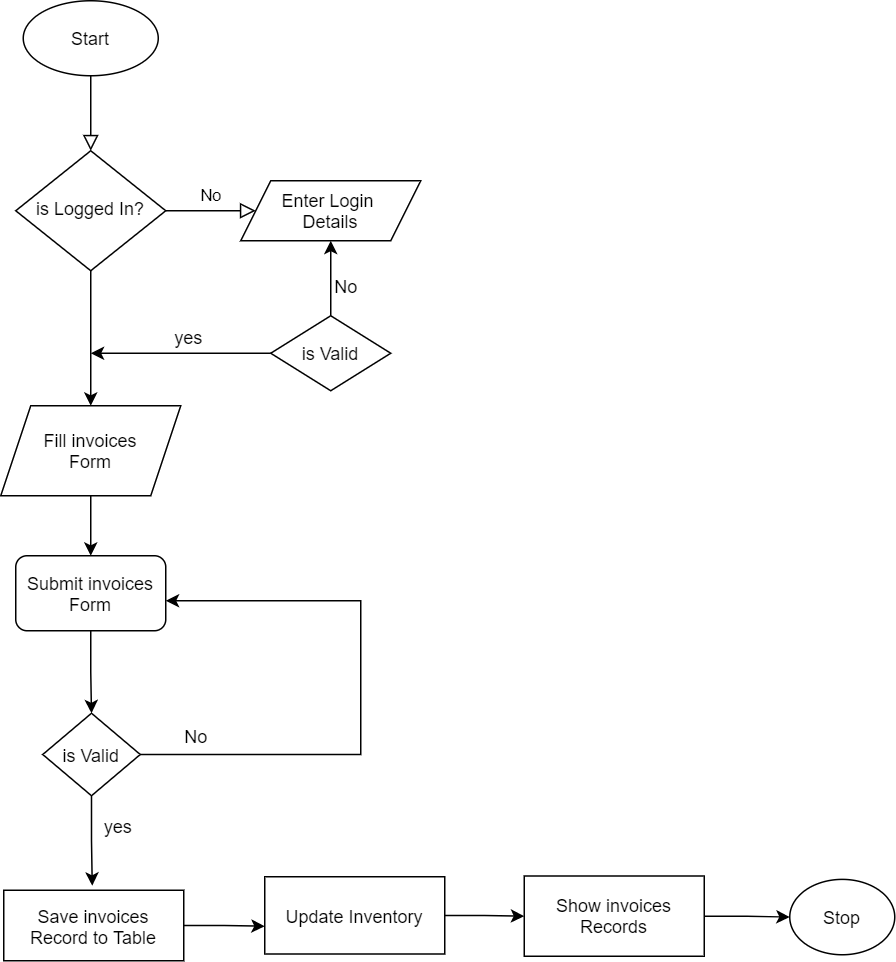 Start
is Logged In?
No
Enter Login
Details
No
yes
is Valid
Fill invoices
Form
Submit invoices
Form
No
is Valid
yes
Save invoices
Record to Table
Update Inventory
Show invoices
Records
Stop